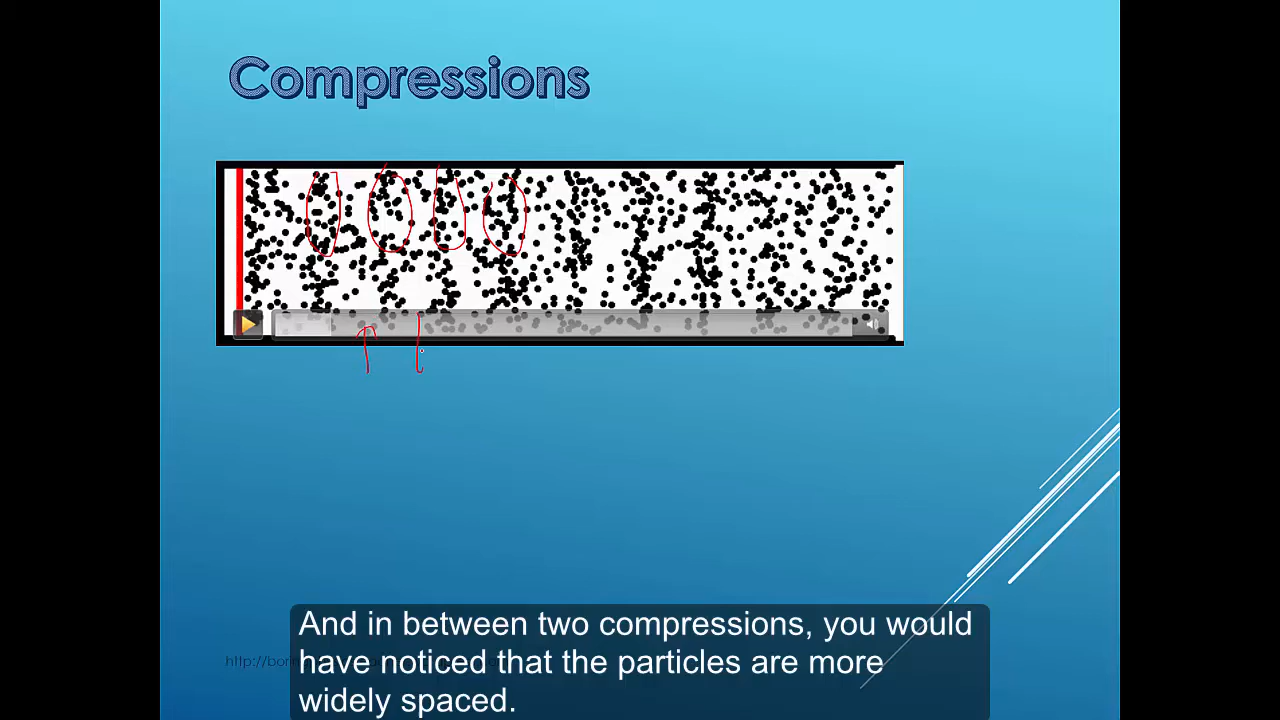 Compressions
And in between two compressions, you would
have noticed that the particles are more
widely spaced.